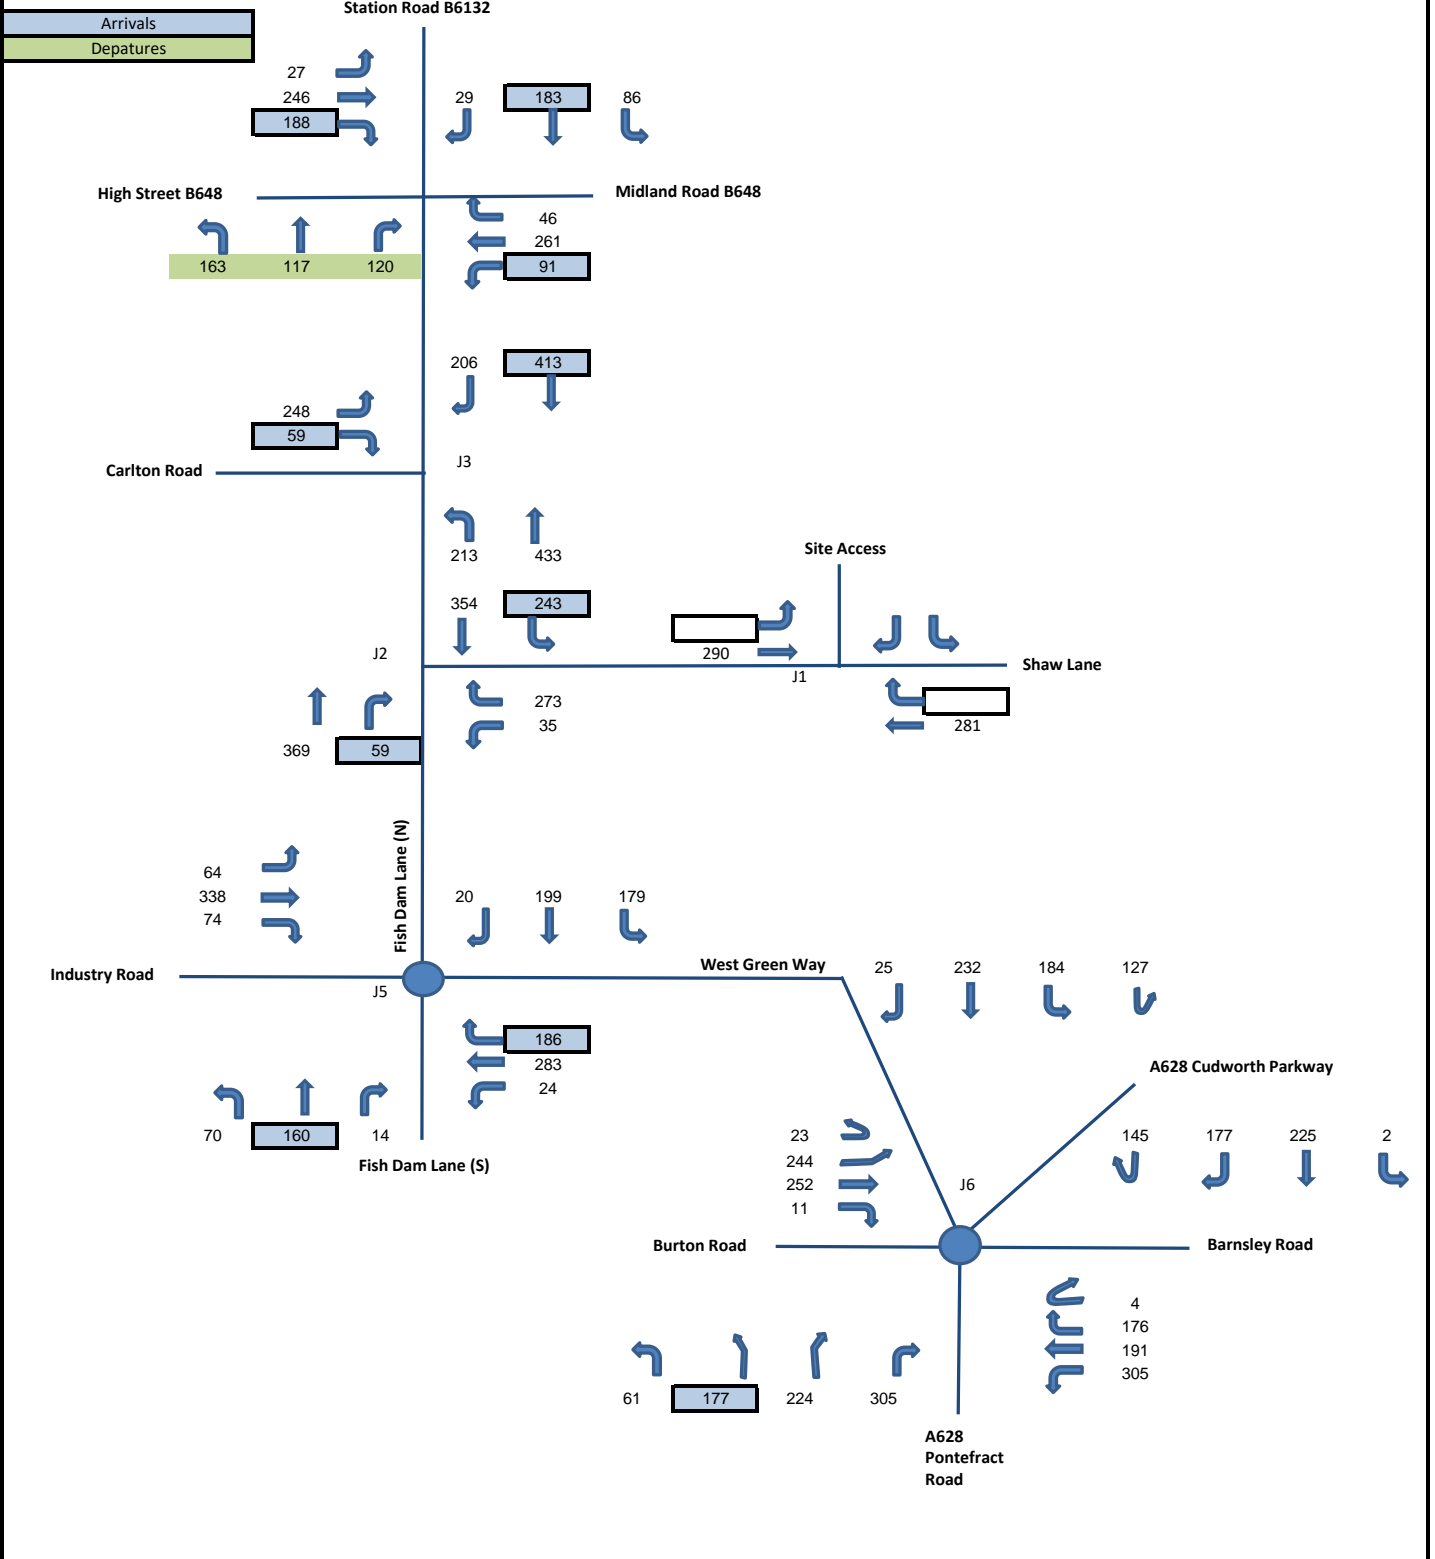 Station Road B6132
Arrivals
Depatures
27
246
188
29 183 86
High Street B648
Midland Road B648
46
261
91
163 117 120
206 413
248
59
J3
Carlton Road
213 433
Site Access
354 243
290
J2
J1
Shaw Lane
273
35
281
369 59
Fish Dam Lane (N)
64
338
74
20 199 179
Industry Road
West Green Way
25 232 184 127
J5
186
283
24
A628 Cudworth Parkway
70 160 14
Fish Dam Lane (S)
23
244
252
11
145 177 225 2
J6
Burton Road
Barnsley Road
4
176
191
305
61 177 224 305
A628
Pontefract
Road